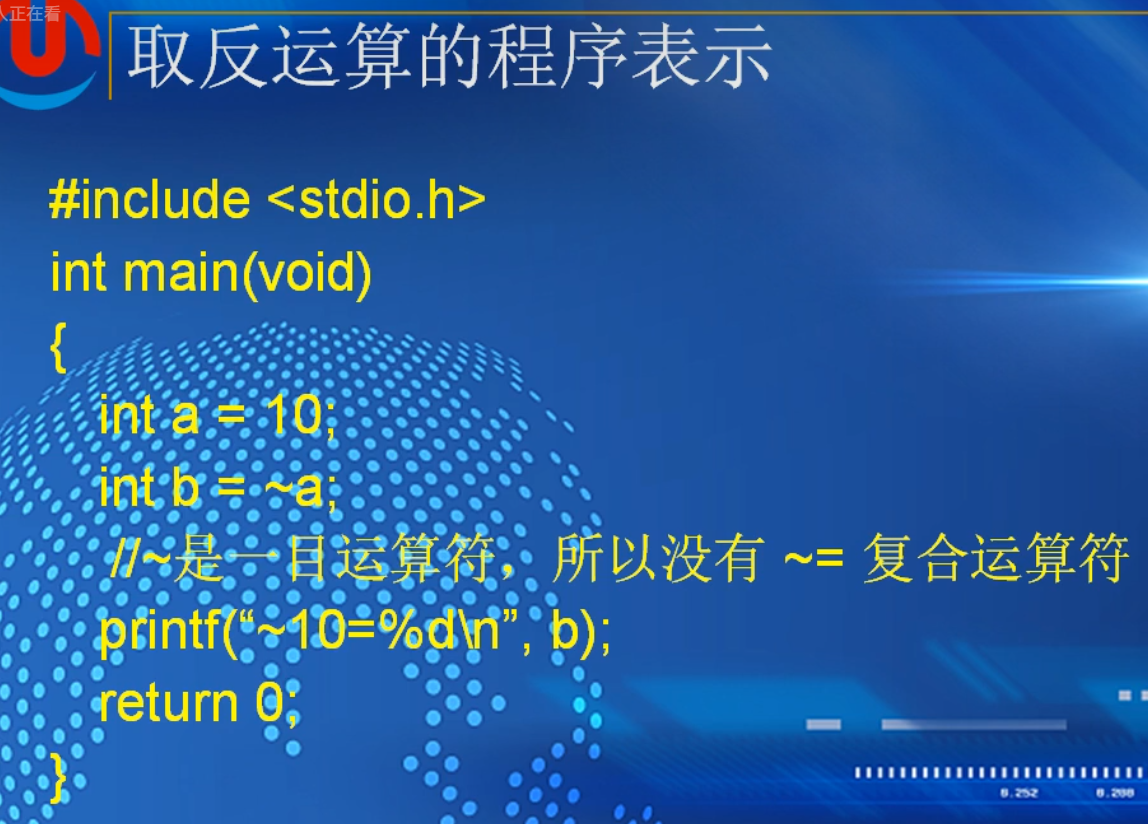 人正在看
取反运算的程序表示
#include <stdio.h>
int main(void)
{
int a = 10;
int b = ~a;
//~是一目运算符，所以没有 ~= 复合运算符
printf(“~10=%d\n”, b);
return 0;
}
0.252 0.288